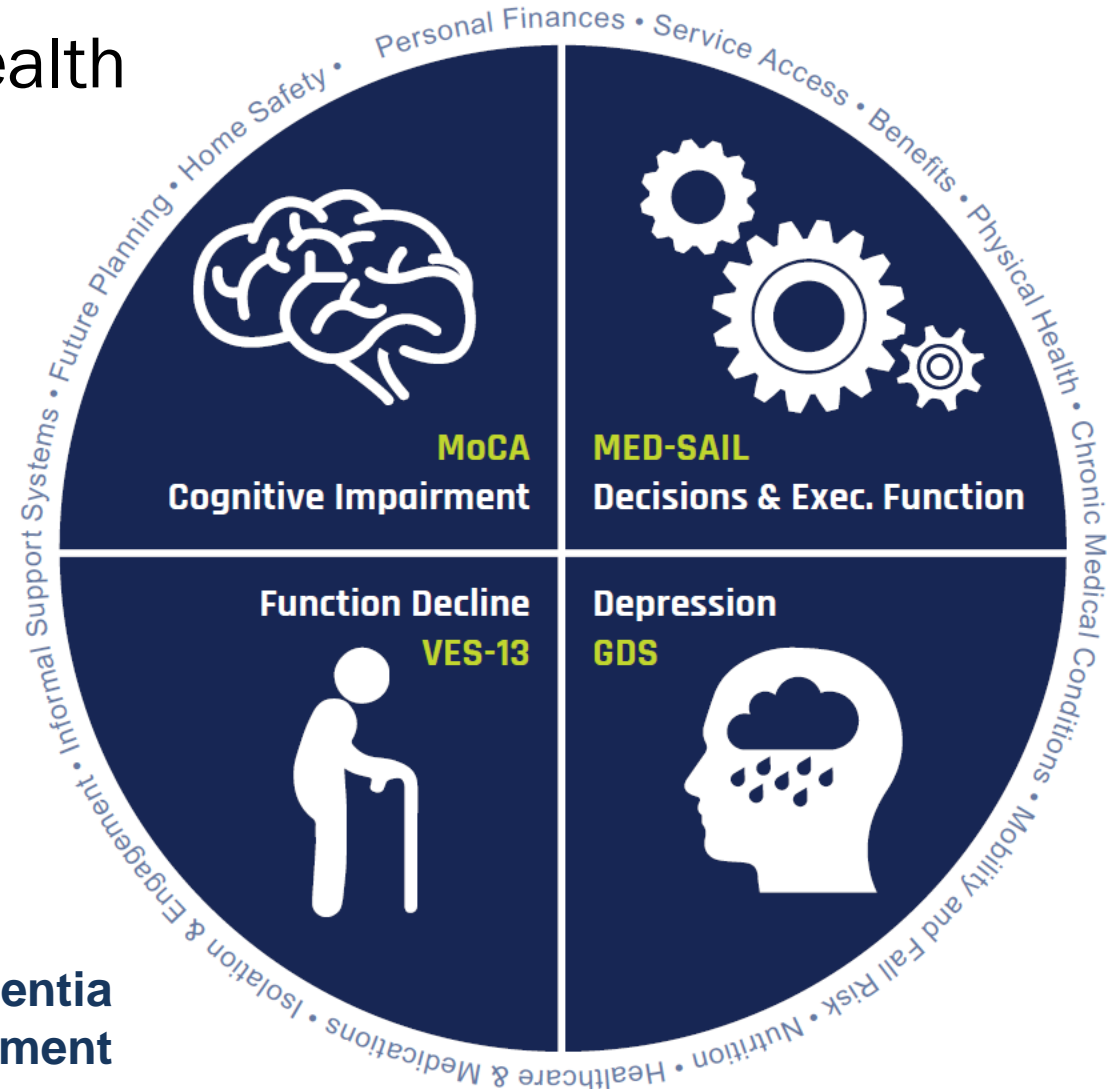 ealth
Personal Finances • Service Access • Benefits • Physical Health • Chronic Medical Conditions • Mobility and Fall Risk • Nutrition • Healthcare & Medications • Isolation & Engagement • Informal Support Systems • Future Planning • Home Safety •
MoCA
Cognitive Impairment
MED-SAIL
Decisions & Exec. Function
Function Decline
VES-13
Depression
GDS
entia
ment